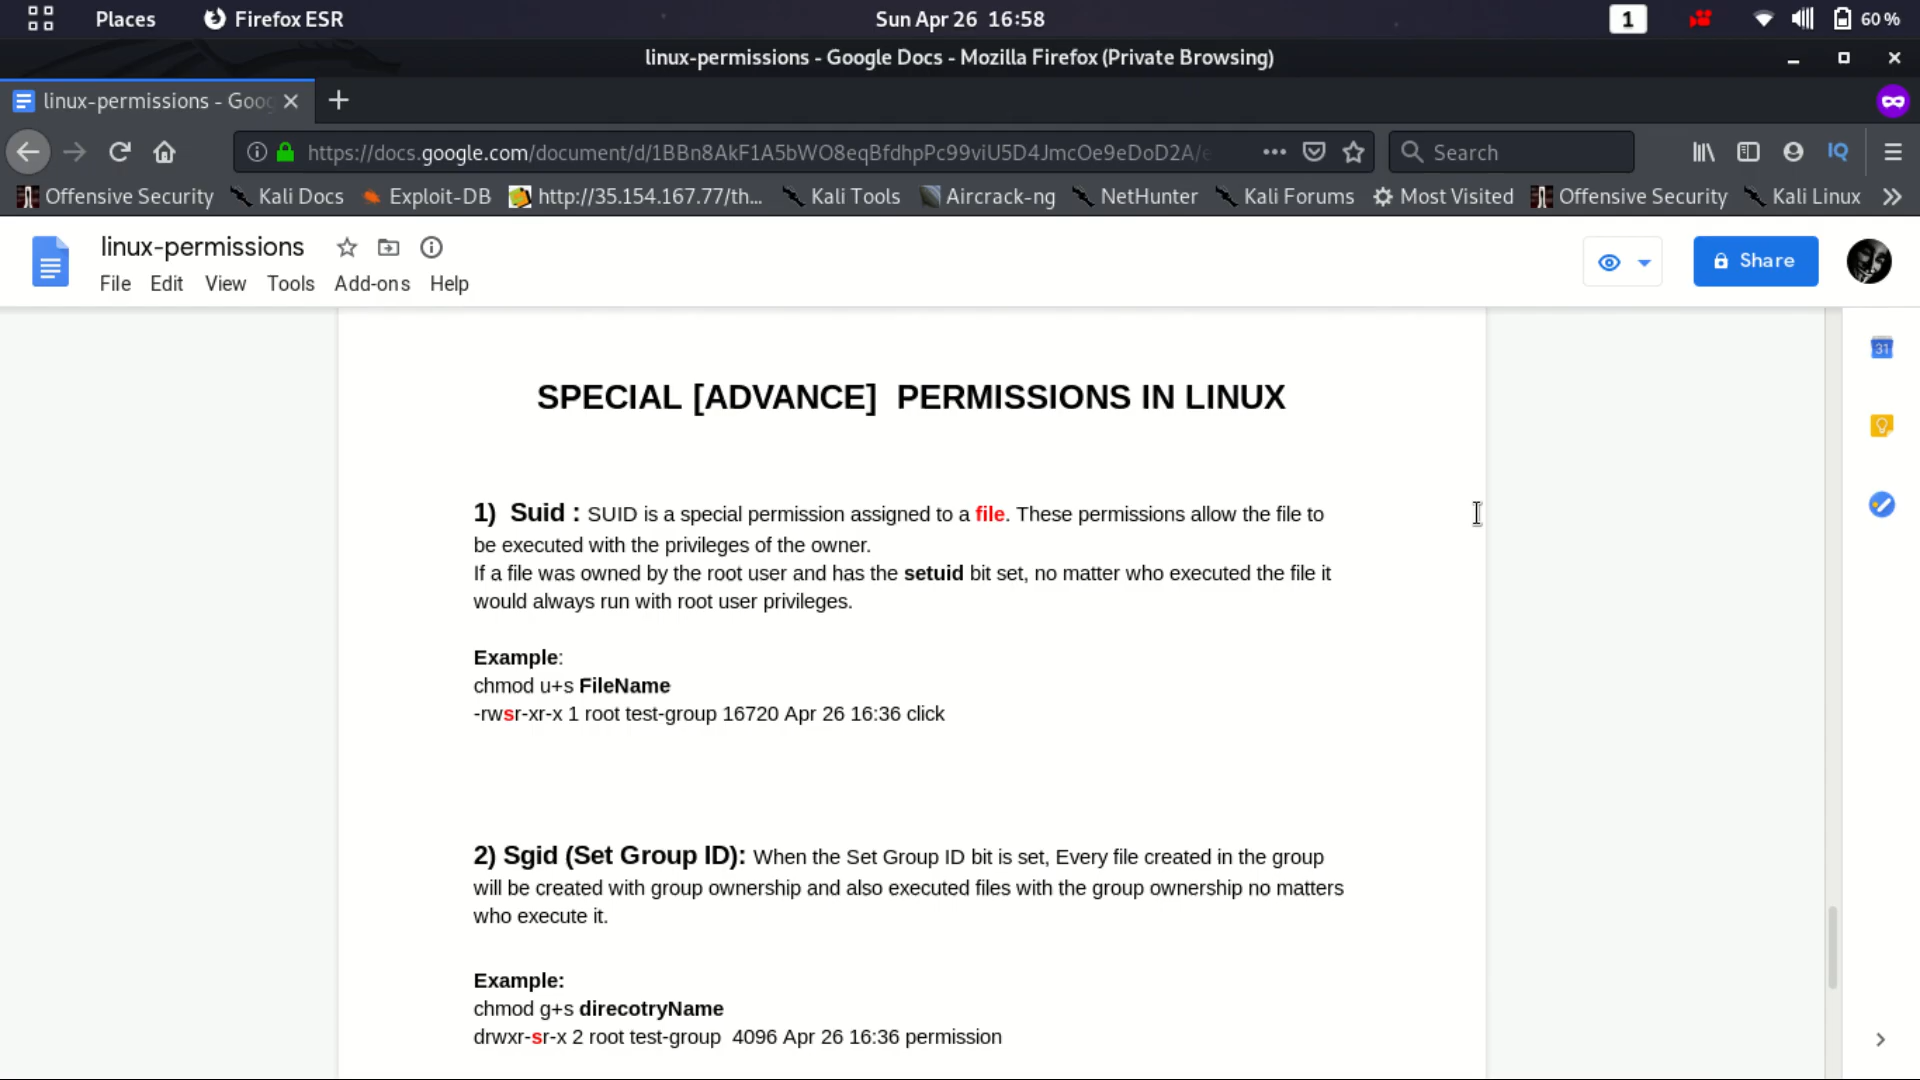 Places Firefox ESR Sun Apr 26 16:58 1 60 %
linux-permissions - Google Docs - Mozilla Firefox (Private Browsing)
linux-permissions - Goo
https://docs.google.com/document/d/1BBn8AkF1A5bWO8eqBfdhpPc99viU5D4JmcOe9eDoD2A/e Search IQ
Offensive Security Kali Docs Exploit-DB http://35.154.167.77/th... Kali Tools Aircrack-ng NetHunter Kali Forums Most Visited Offensive Security Kali Linux
linux-permissions
File Edit View Tools Add-ons Help
Share
31
SPECIAL [ADVANCE] PERMISSIONS IN LINUX
1) Suid : SUID is a special permission assigned to a file. These permissions allow the file to
be executed with the privileges of the owner.
If a file was owned by the root user and has the setuid bit set, no matter who executed the file it
would always run with root user privileges.
Example:
chmod u+s FileName
-rwsr-xr-x 1 root test-group 16720 Apr 26 16:36 click
2) Sgid (Set Group ID): When the Set Group ID bit is set, Every file created in the group
will be created with group ownership and also executed files with the group ownership no matters
who execute it.
Example:
chmod g+s direcotryName
drwxr-sr-x 2 root test-group 4096 Apr 26 16:36 permission